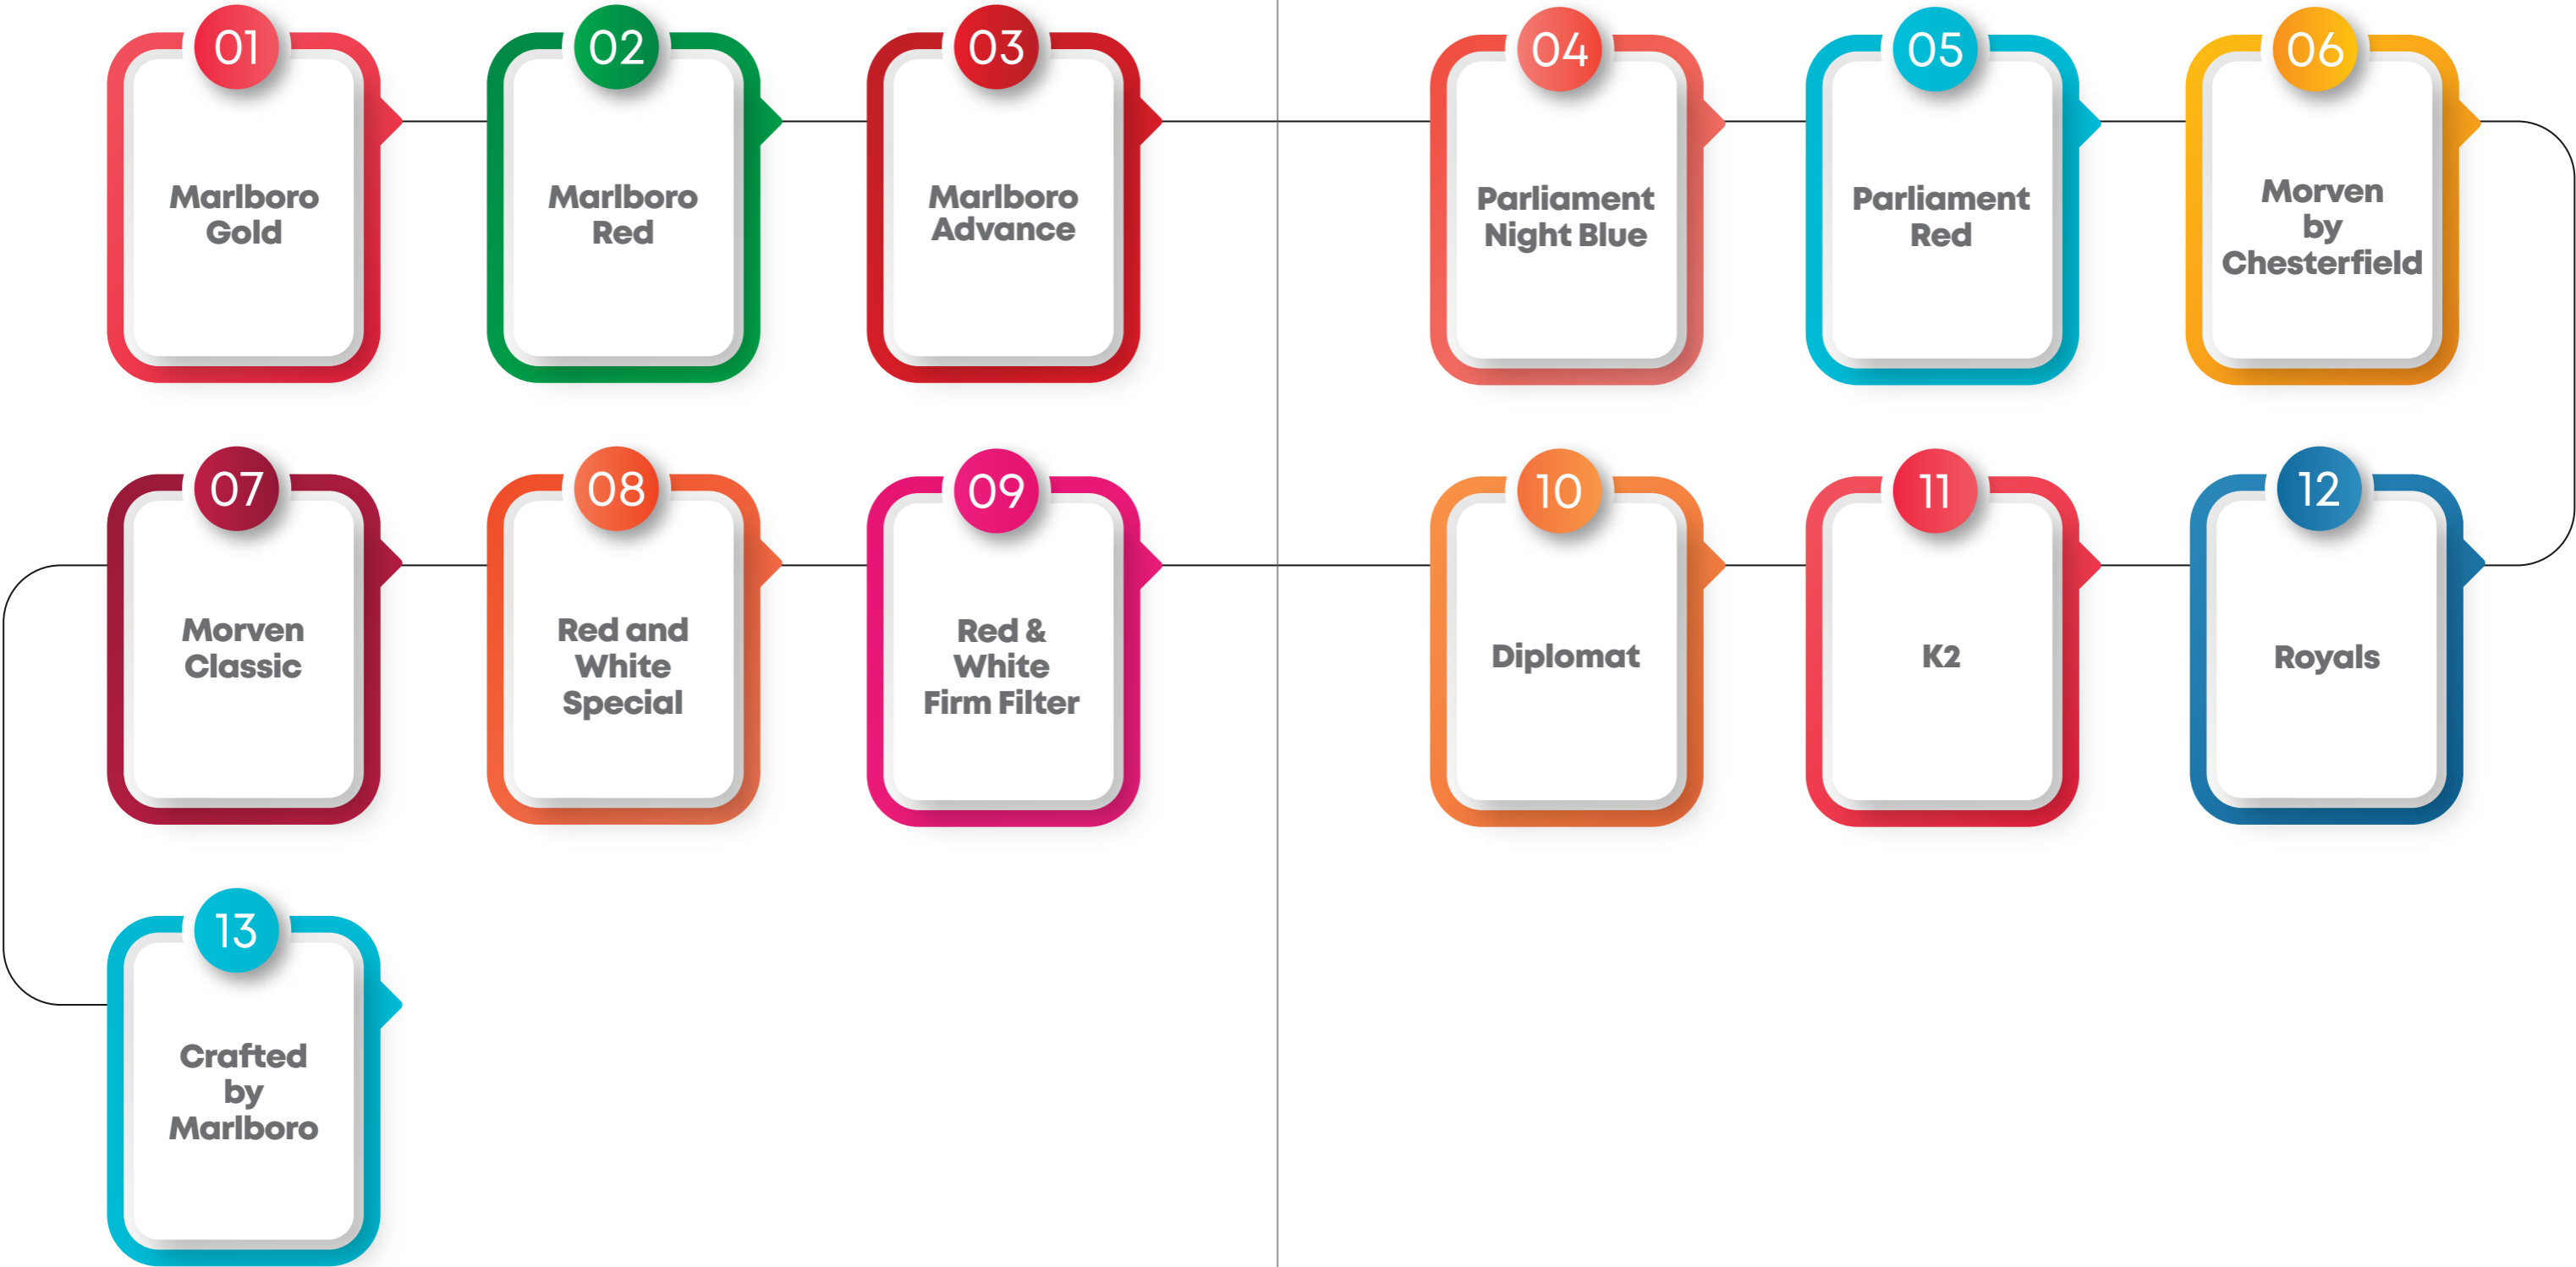 01
Marlboro
Gold
02
Marlboro
Red
03
Marlboro
Advance
04
Parliament
Night Blue
05
Parliament
Red
06
Morven
by
Chesterfield
07
Morven
Classic
08
Red and
White
Special
09
Red &
White
Firm Filter
10
Diplomat
11
K2
12
Royals
13
Crafted
by
Marlboro